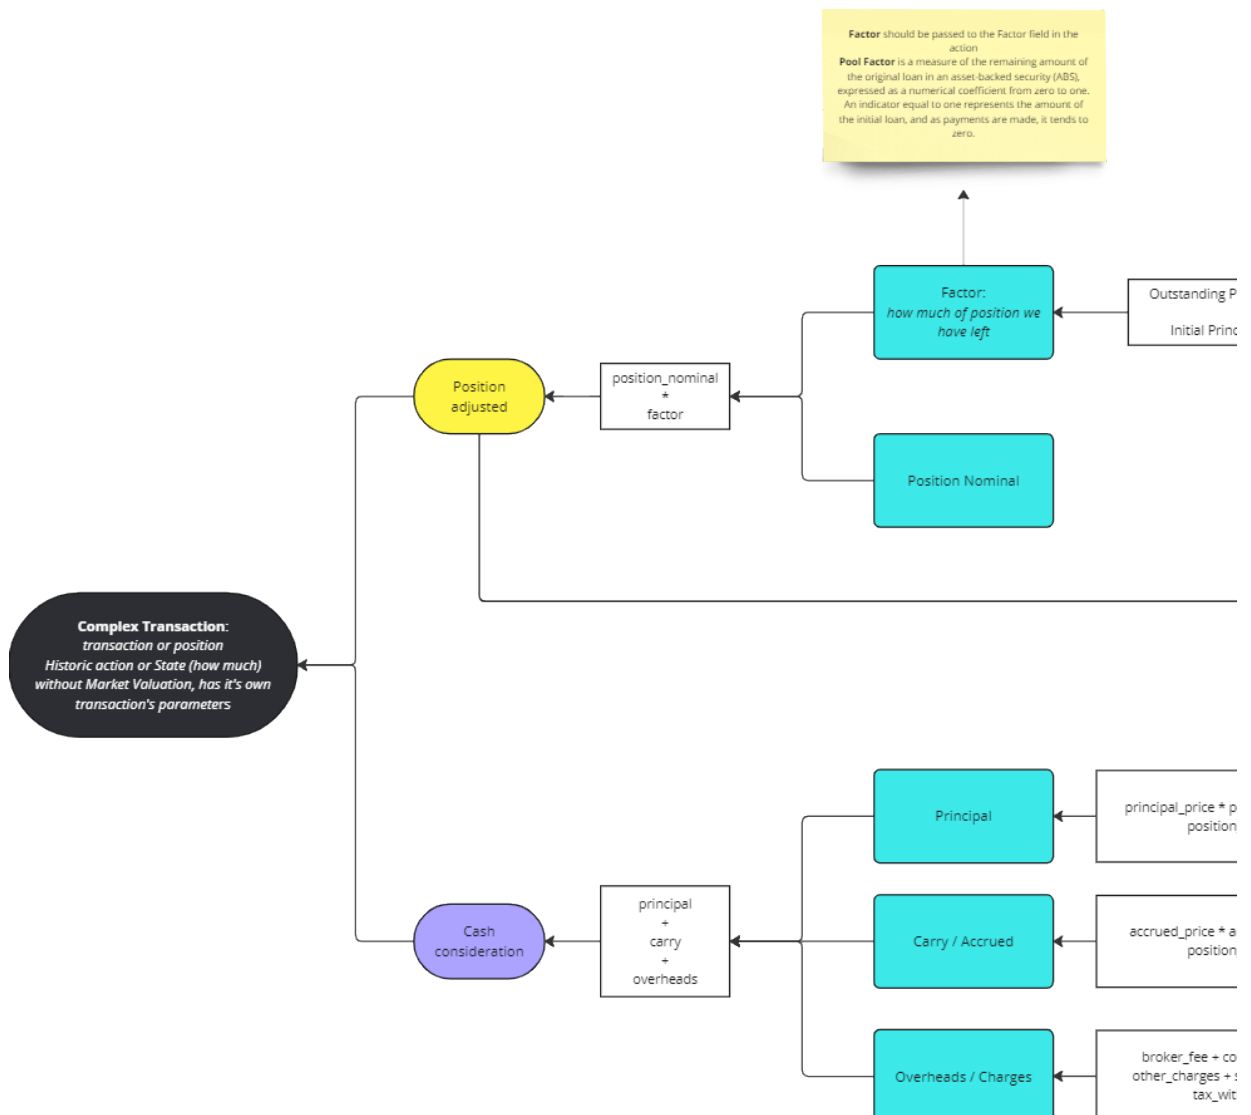 Factor should be passed to the Factor field in the
action
Pool Factor is a measure of the remaining amount of
the original loan in an asset-backed security (ABS),
expressed as a numerical coefficient from zero to one.
An indicator equal to one represents the amount of
the initial loan, and as payments are made, it tends to
zero.
Factor:
how much of position we
have left
Outstanding P
Initial Princ
Position
adjusted
position_nominal
*
factor
Position Nominal
Complex Transaction:
transaction or position
Historic action or State (how much)
without Market Valuation, has it's own
transaction's parameters
Principal
principal_price * p
position
Cash
consideration
principal
+
carry
+
overheads
Carry / Accrued
accrued_price * a
position
Overheads / Charges
broker_fee + co
other_charges + s
tax_wit